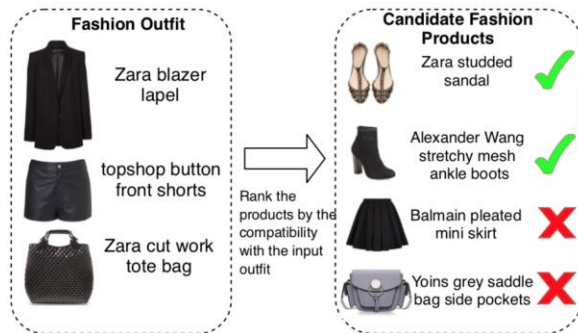 Fashion Outfit
Zara blazer
lapel
topshop button
front shorts
Zara cut work
tote bag
Rank the
products by the
compatibility
with the input
outfit
Candidate Fashion
Products
Zara studded
sandal
Alexander Wang
stretchy mesh
ankle boots
Balmain pleated
mini skirt
Yoins grey saddle
bag side pockets